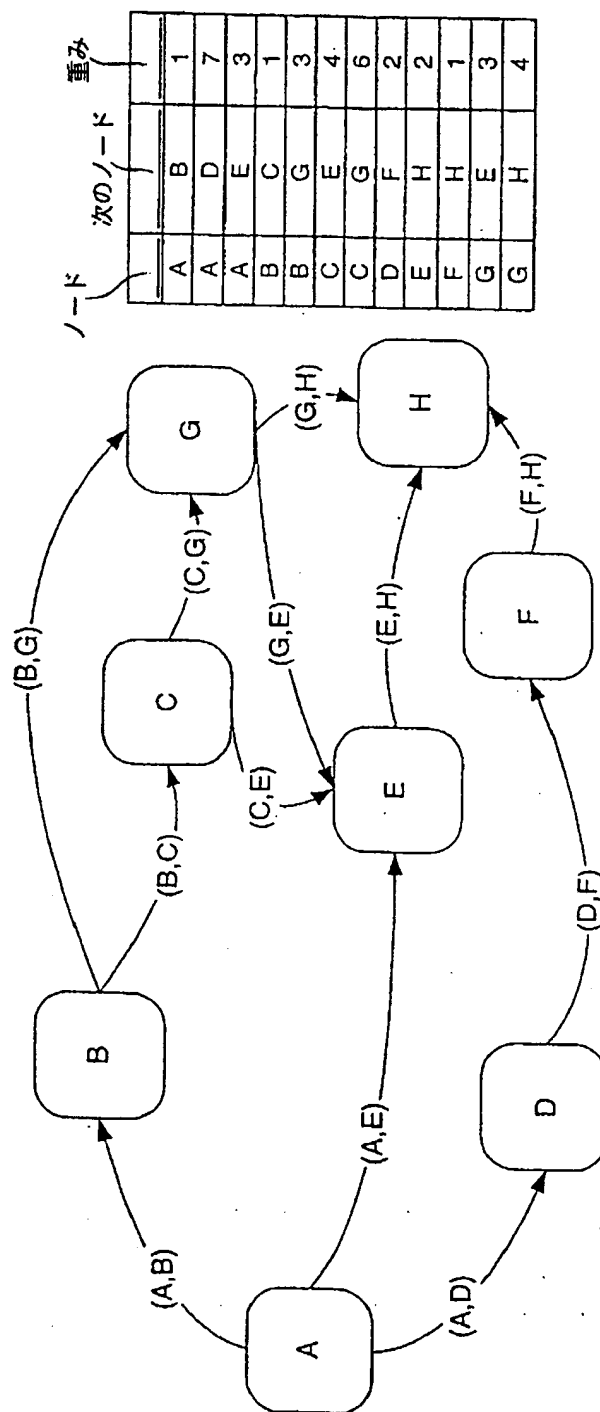 (A,B)
(A,E)
(A,D)
(B,G)
(B,C)
(C,G)
(C,E)
(G,E)
(G,H)
(E,H)
(D,F)
(F,H)
A
B
C
D
E
F
G
H
ノード 次のノード 重み
A B 1
A D 7
A E 3
B C 1
B G 3
C E 4
C G 6
D F 2
E H 2
F H 1
G E 3
G H 4